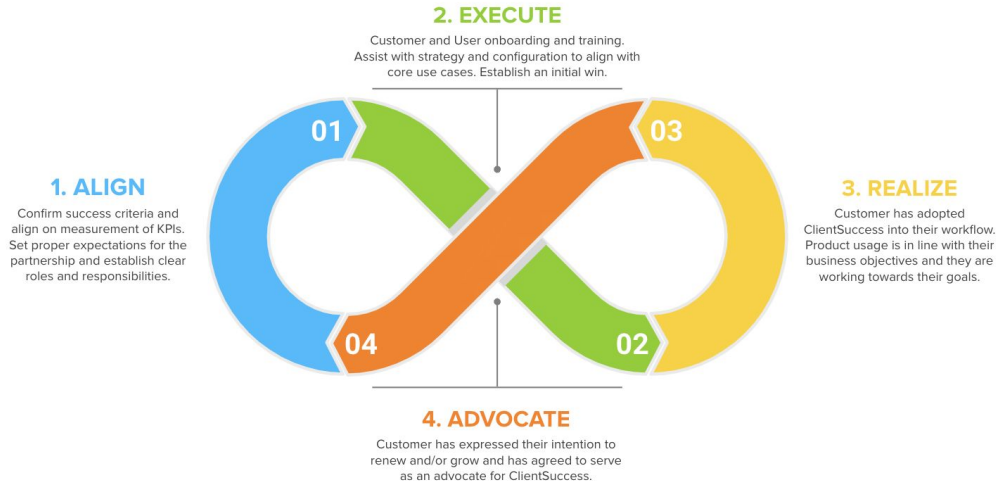 2. EXECUTE
Customer and User onboarding and training.
Assist with strategy and configuration to align with
core use cases. Establish an initial win.
01
03
1. ALIGN
Confirm success criteria and
align on measurement of KPIs.
Set proper expectations for the
partnership and establish clear
roles and responsibilities.
3. REALIZE
Customer has adopted
ClientSuccess into their workflow.
Product usage is in line with their
business objectives and they are
working towards their goals.
04
02
4. ADVOCATE
Customer has expressed their intention to
renew and/or grow and has agreed to serve
as an advocate for ClientSuccess.